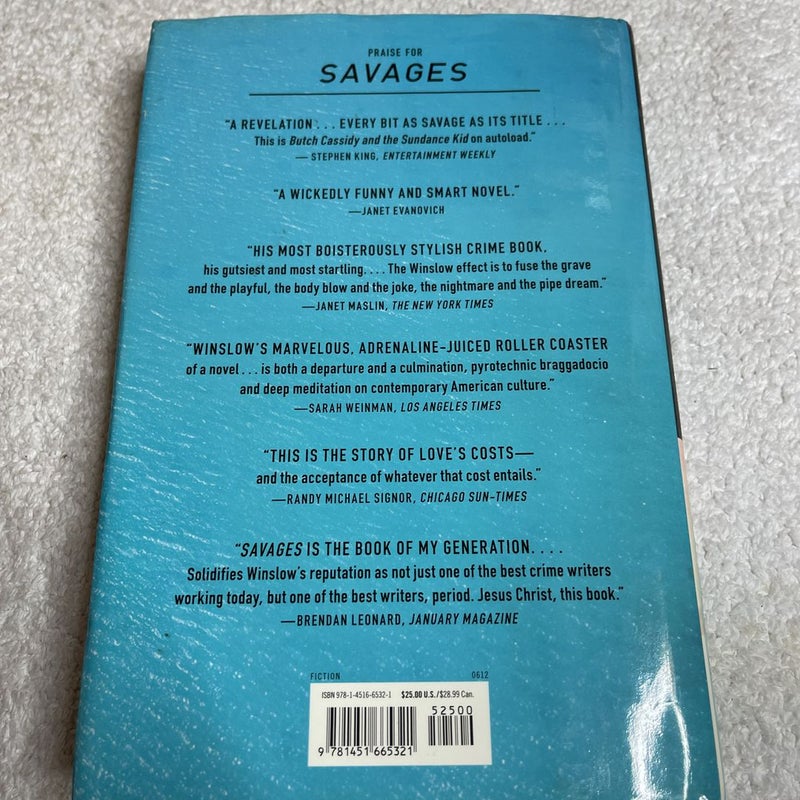 PRAISE FOR
SAVAGES
“A REVELATION . . . EVERY BIT AS SAVAGE AS ITS TITLE . . .
This is Butch Cassidy and the Sundance Kid on autoload.”
— STEPHEN KING, ENTERTAINMENT WEEKLY
“A WICKEDLY FUNNY AND SMART NOVEL.”
—JANET EVANOVICH
“HIS MOST BOISTEROUSLY STYLISH CRIME BOOK,
his gutsiest and most startling. . . . The Winslow effect is to fuse the grave
and the playful, the body blow and the joke, the nightmare and the pipe dream.”
—JANET MASLIN, THE NEW YORK TIMES
“WINSLOW’S MARVELOUS, ADRENALINE-JUICED ROLLER COASTER
of a novel . . . is both a departure and a culmination, pyrotechnic braggadocio
and deep meditation on contemporary American culture.”
—SARAH WEINMAN, LOS ANGELES TIMES
“THIS IS THE STORY OF LOVE’S COSTS—
and the acceptance of whatever that cost entails.”
—RANDY MICHAEL SIGNOR, CHICAGO SUN-TIMES
“SAVAGES IS THE BOOK OF MY GENERATION. . . .
Solidifies Winslow’s reputation as not just one of the best crime writers
working today, but one of the best writers, period. Jesus Christ, this book.”
—BRENDAN LEONARD, JANUARY MAGAZINE
FICTION 0612
ISBN 978-1-4516-6532-1 $25.00 U.S./$28.99 Can.
52500
9 781451 665321